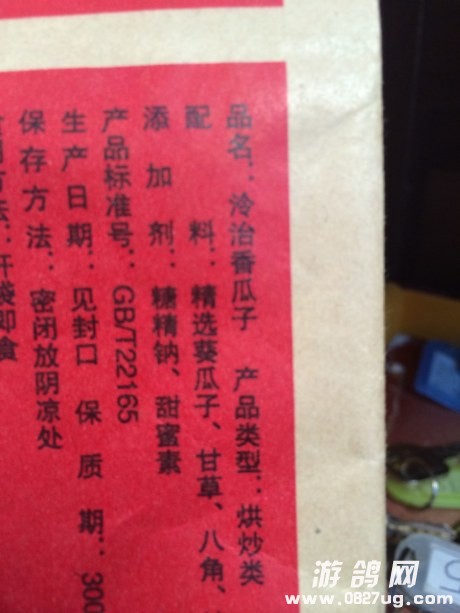 品名：泠治香瓜子 产品类型：烘炒类
配 料：精选葵瓜子、甘草、八角、
添加剂：糖精钠、甜蜜素
产品标准号：GB/T22165
生产日期：见封口 保质期：300
保存方法：密闭放阴凉处
方法：开袋即食
游鸽网
www.0827ug.com